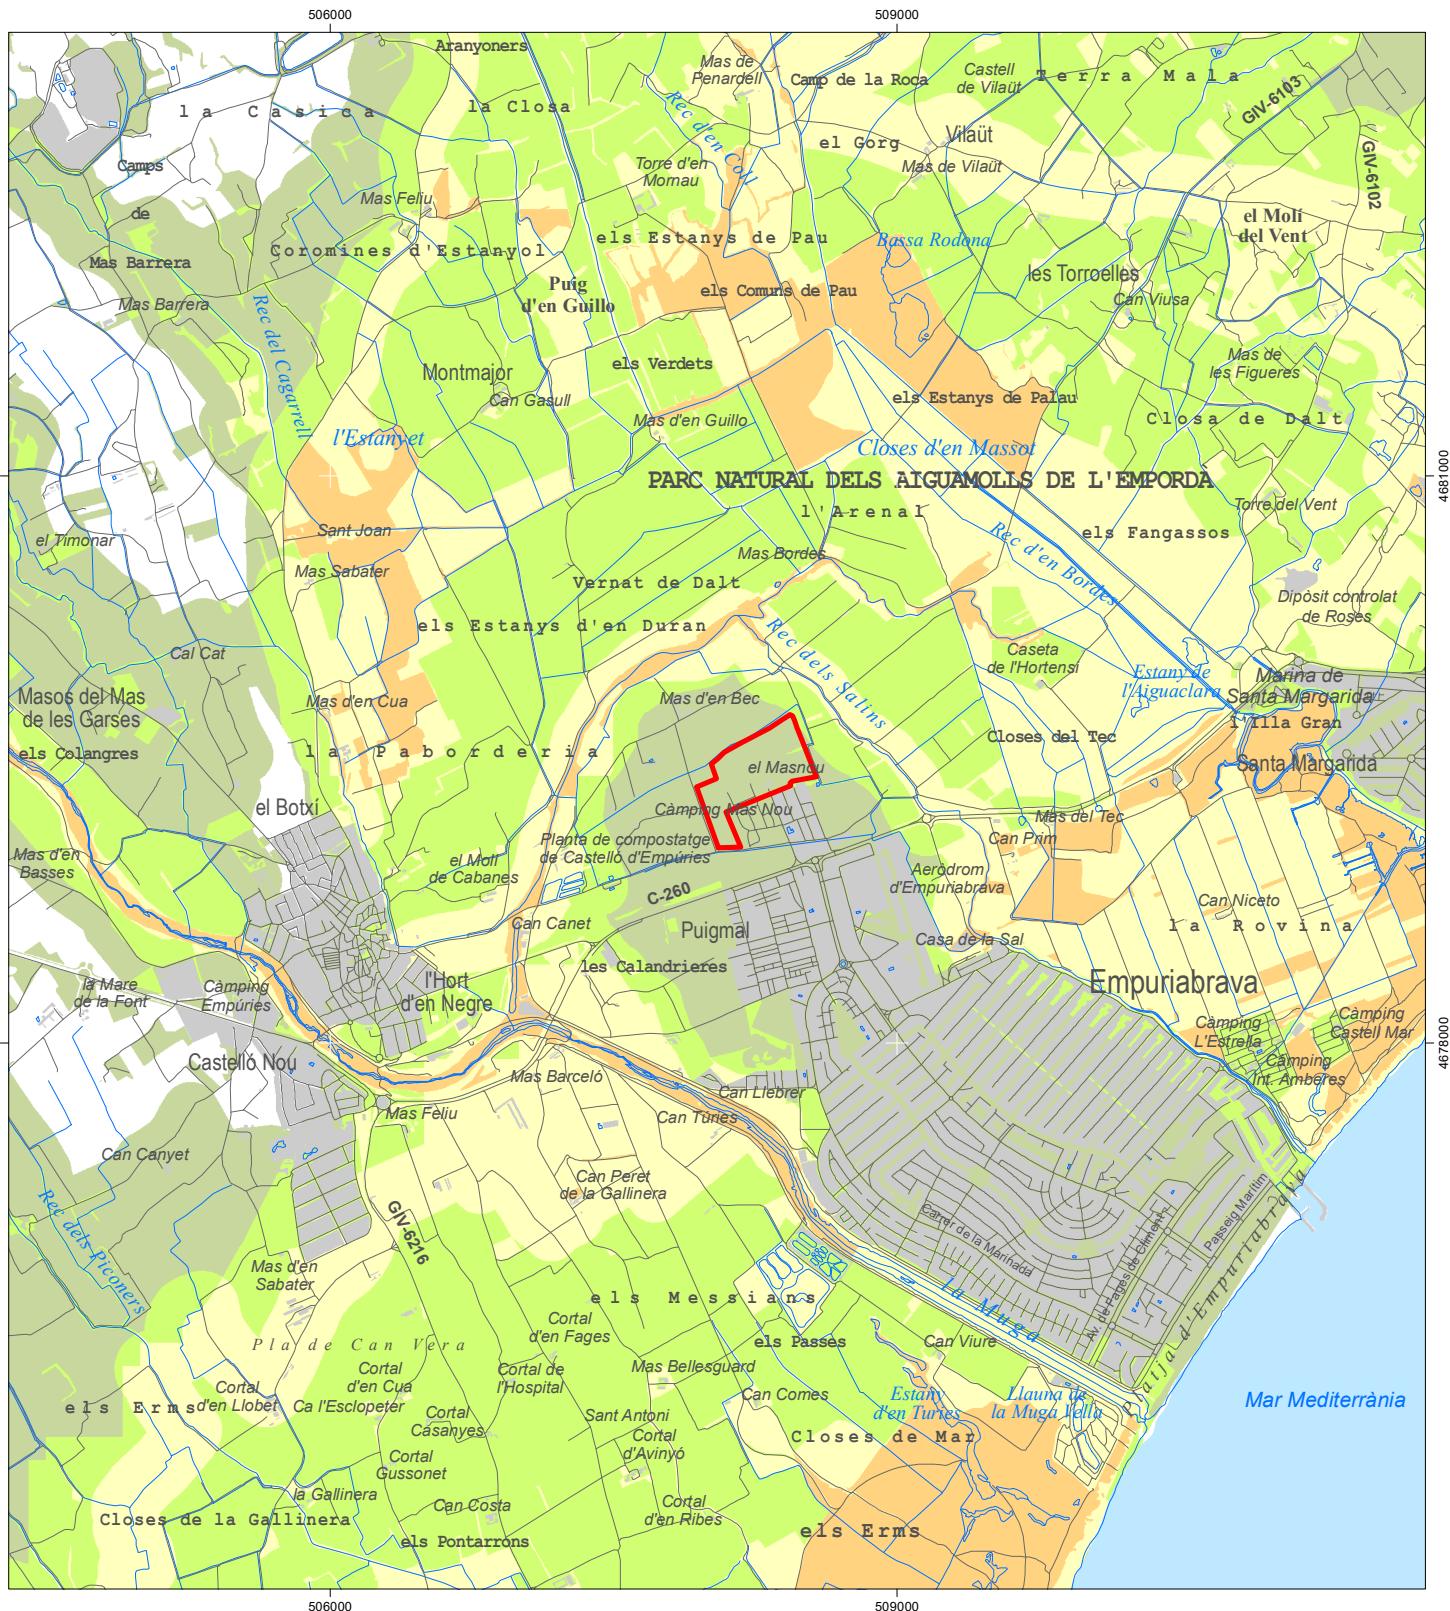 506000
509000
Aranyoners
Mas de
Penardell
Camp de la Roca
Castell
de Vilaüt
Terra Mala
GIV-6103
la Casica
la Closa
Rec d'en Coll
el Gorg
Vilaüt
GIV-6102
Camps
Torre d'en
Mornau
Mas de Vilaüt
Mas Feliu
de
el Molí
del Vent
Coromines d'Estanyol
els Estanys de Pau
Bassa Rodona
Mas Barrera
les Torroelles
Puig
d'en Guillo
els Comuns de Pau
Can Viusa
Mas Barrera
Rec del Cagarrell
Montmajor
els Verdets
Mas de
les Figueres
Can Gasull
els Estanys de Palau
Mas d'en Guillo
Closa de Dalt
l'Estanyet
Closes d'en Massot
PARC NATURAL DELS AIGUAMOLLS DE L'EMPORDÀ
4681000
l'Arenal
Torre del Vent
Sant Joan
els Fangassos
el Timonar
Rec d'en Bordes
Mas Bordes
Mas Sabater
Vernat de Dalt
Dipòsit controlat
de Roses
els Estanys d'en Duran
Rec dels Salins
Cal Cat
Caseta
de l'Hortensi
Estany de
l'Aiguaclara
Marina de
Santa Margarida
Masos del Mas
de les Garses
Mas d'en Cua
Mas d'en Bec
l'Illa Gran
els Colangres
la Paborderia
Closes del Tec
el Masnou
Santa Margarida
el Botxí
Càmping Mas Nou
Mas del Tec
Planta de compostatge
de Castelló d'Empúries
Can Prim
Mas d'en
Basses
el Molí
de Cabanes
Aeròdrom
d'Empuriabrava
C-260
Can Niceto
Can Canet
Puigmal
la Rovina
Casa de la Sal
les Calandrieres
la Mare
de la Font
Càmping
Empúries
l'Hort
d'en Negre
Empuriabrava
Càmping
L'Estrella
Càmping
Castell Mar
4678000
Castelló Nou
Càmping
Int. Amberes
Mas Barceló
Can Llebrer
Mas Feliu
Can Túries
Can Canyet
Can Peret
de la Gallinera
Rec dels Piconers
GIV-6216
Carrer de la Marinada
Av. de Fages de Climent
Passeig Marítim
Platja d'Empuriabrava
Mas d'en
Sabater
els Messians
La Muga
Cortal
d'en Fages
els Passes
Can Viure
Pla de Can Vera
Cortal
d'en Cua
Cortal de
l'Hospital
Mas Bellesguard
Cortal
d'en Llobet
Can Comes
Estany
d'en Turies
Llauna de
la Muga Vella
Mar Mediterrània
els Erms
Ca l'Esclopeter
Cortal
Casanyes
Sant Antoni
Closes de Mar
Cortal
d'Avinyó
Cortal
Gussonet
la Gallinera
Can Costa
Cortal
d'en Ribes
Closes de la Gallinera
els Erms
els Pontarrons
506000
509000